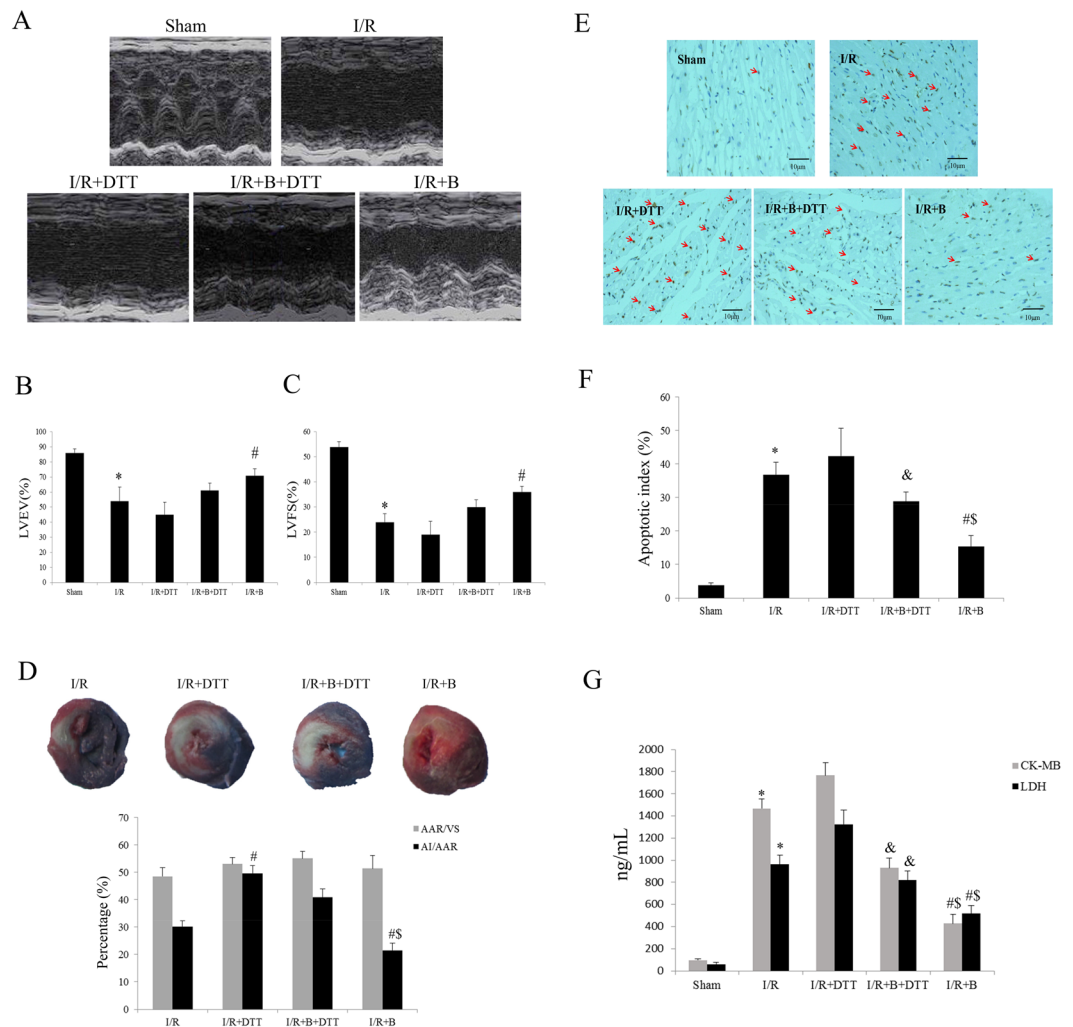 A
Sham I/R
I/R+DTT I/R+B+DTT I/R+B
B
LVEV(%)
100
90
80
70
60
50
40
30
20
10
0
*
#
Sham I/R I/R+DTT I/R+B+DTT I/R+B
C
LVFS(%)
60
50
40
30
20
10
0
*
#
Sham I/R I/R+DTT I/R+B+DTT I/R+B
D
I/R I/R+DTT I/R+B+DTT I/R+B
Percentage (%)
70
60
50
40
30
20
10
0
AAR/VS
AI/AAR
#
#$
I/R I/R+DTT I/R+B+DTT I/R+B
E
Sham I/R
10μm 10μm
I/R+DTT I/R+B+DTT I/R+B
10μm 10μm 10μm
F
Apoptotic index (%)
60
50
40
30
20
10
0
*
&
#$
Sham I/R I/R+DTT I/R+B+DTT I/R+B
G
ng/mL
2000
1800
1600
1400
1200
1000
800
600
400
200
0
CK-MB
LDH
*
*
& &
#$ #$
Sham I/R I/R+DTT I/R+B+DTT I/R+B